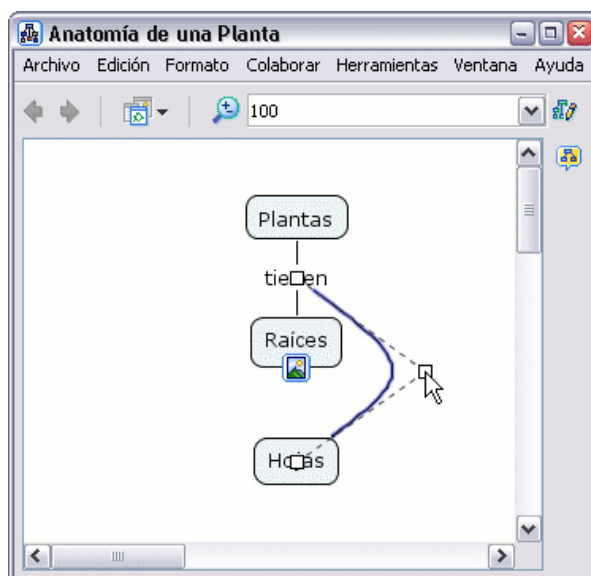 Anatomía de una Planta
Archivo Edición Formato Colaborar Herramientas Ventana Ayuda
100
Plantas
tienen
Raíces
Hojas